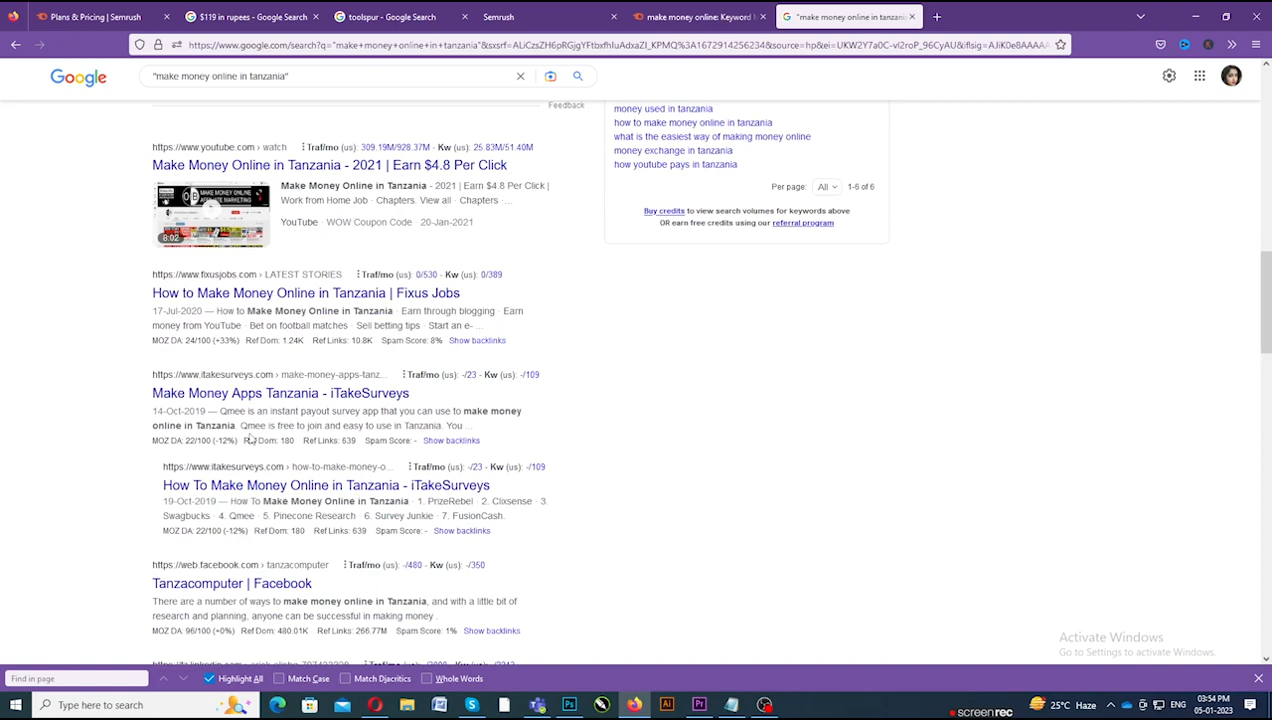 Plans & Pricing | Semrush
$119 in rupees - Google Search
toolspur - Google Search
Semrush
make money online: Keyword M
"make money online in tanzania
https://www.google.com/search?q="make+money+online+in+tanzania"
Google
"make money online in tanzania"
Feedback
https://www.youtube.com › watch Traf/mo (us): 309.19M/928.37M - Kw (us): 25.83M/51.40M
Make Money Online in Tanzania - 2021 | Earn $4.8 Per Click
Make Money Online in Tanzania - 2021 | Earn $4.8 Per Click |
Work from Home Job · Chapters. View all · Chapters · ...
YouTube · WOW Coupon Code · 20-Jan-2021
8:02
https://www.fixusjobs.com › LATEST STORIES Traf/mo (us): 0/530 - Kw (us): 0/389
How to Make Money Online in Tanzania | Fixus Jobs
17-Jul-2020 — How to Make Money Online in Tanzania · Earn through blogging · Earn
money from YouTube · Bet on football matches · Sell betting tips · Start an e- ...
MOZ DA: 24/100 (+33%) Ref Dom: 1.24K Ref Links: 10.8K Spam Score: 8% Show backlinks
https://www.itakesurveys.com › make-money-apps-tanz... Traf/mo (us): -/23 - Kw (us): -/109
Make Money Apps Tanzania - iTakeSurveys
14-Oct-2019 — Qmee is an instant payout survey app that you can use to make money
online in Tanzania. Qmee is free to join and easy to use in Tanzania. You ...
MOZ DA: 22/100 (-12%) Ref Dom: 180 Ref Links: 639 Spam Score: - Show backlinks
https://www.itakesurveys.com › how-to-make-money-o... Traf/mo (us): -/23 - Kw (us): -/109
How To Make Money Online in Tanzania - iTakeSurveys
19-Oct-2019 — How To Make Money Online in Tanzania · 1. PrizeRebel · 2. Clixsense · 3.
Swagbucks · 4. Qmee · 5. Pinecone Research · 6. Survey Junkie · 7. FusionCash.
MOZ DA: 22/100 (-12%) Ref Dom: 180 Ref Links: 639 Spam Score: - Show backlinks
https://web.facebook.com › tanzacomputer Traf/mo (us): -/480 - Kw (us): -/350
Tanzacomputer | Facebook
There are a number of ways to make money online in Tanzania, and with a little bit of
research and planning, anyone can be successful in making money .
MOZ DA: 96/100 (+0%) Ref Dom: 480.01K Ref Links: 266.77M Spam Score: 1% Show backlinks
money used in tanzania
how to make money online in tanzania
what is the easiest way of making money online
money exchange in tanzania
how youtube pays in tanzania
Per page: All 1-6 of 6
Buy credits to view search volumes for keywords above
OR earn free credits using our referral program
Activate Windows
Go to Settings to activate Windows.
Find in page
Highlight All
Match Case
Match Diacritics
Whole Words
Type here to search
25°C Haze
ENG
03:54 PM
05-01-2023
screen rec